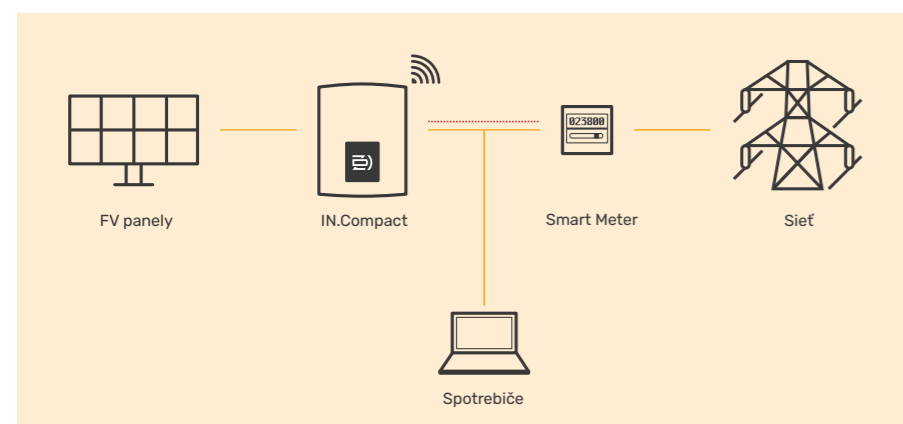 023800
FV panely
IN.Compact
Smart Meter
Sieť
Spotrebiče